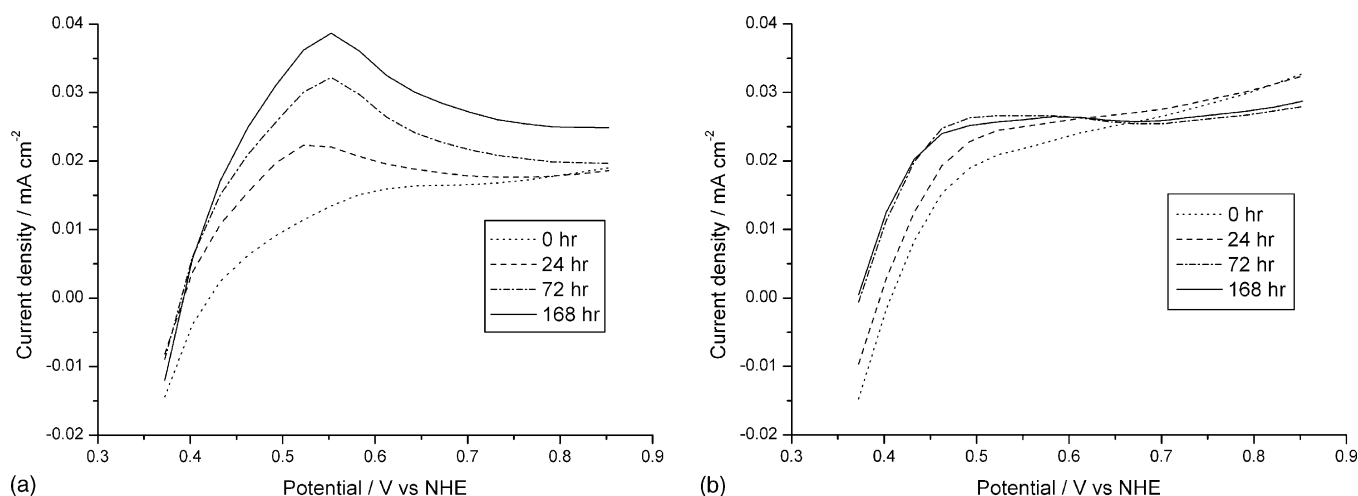 0.04
0.03
0.02
0.01
0.00
-0.01
-0.02
Current density / mA cm-2
0 hr
24 hr
72 hr
168 hr
0.3 0.4 0.5 0.6 0.7 0.8 0.9
(a) Potential / V vs NHE
0.04
0.03
0.02
0.01
0.00
-0.01
-0.02
Current density / mA cm-2
0 hr
24 hr
72 hr
168 hr
0.3 0.4 0.5 0.6 0.7 0.8 0.9
(b) Potential / V vs NHE